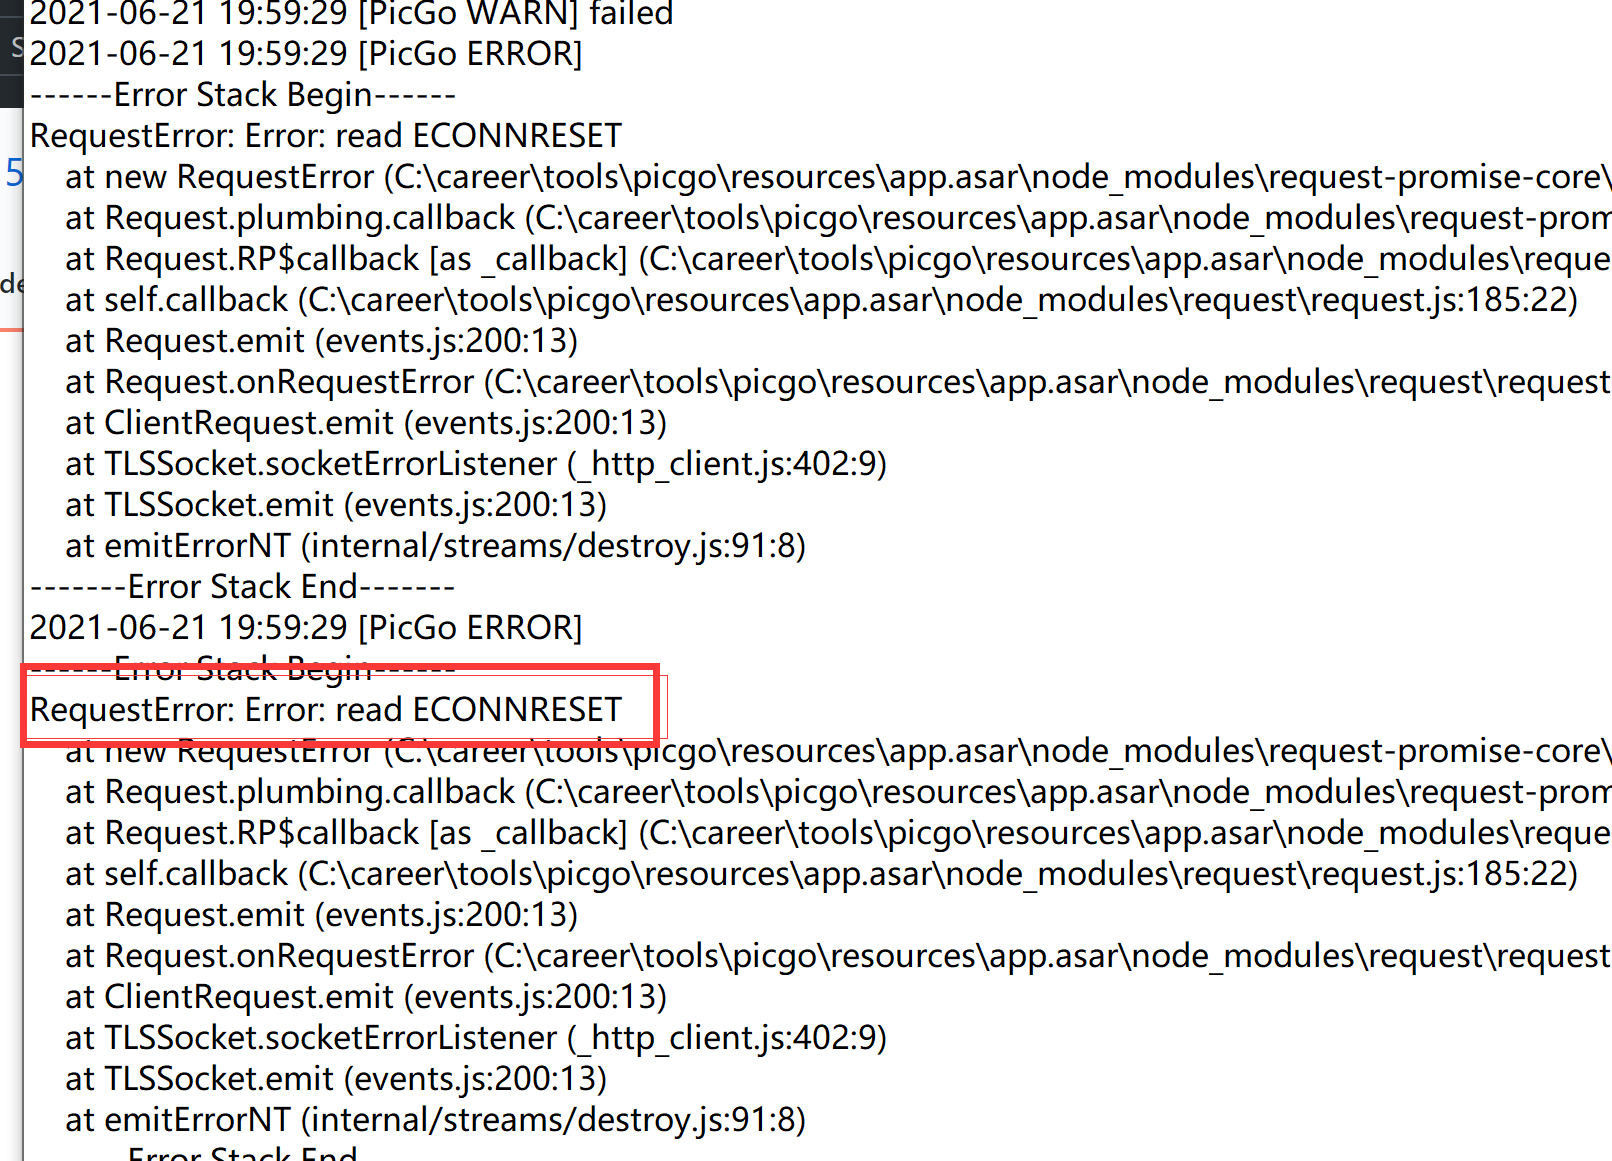 2021-06-21 19:59:29 [PicGo WARN] failed
2021-06-21 19:59:29 [PicGo ERROR]
------Error Stack Begin------
RequestError: Error: read ECONNRESET
at new RequestError (C:\career\tools\picgo\resources\app.asar\node_modules\request-promise-core\
at Request.plumbing.callback (C:\career\tools\picgo\resources\app.asar\node_modules\request-prom
at Request.RP$callback [as _callback] (C:\career\tools\picgo\resources\app.asar\node_modules\reque
at self.callback (C:\career\tools\picgo\resources\app.asar\node_modules\request\request.js:185:22)
at Request.emit (events.js:200:13)
at Request.onRequestError (C:\career\tools\picgo\resources\app.asar\node_modules\request\request
at ClientRequest.emit (events.js:200:13)
at TLSSocket.socketErrorListener (_http_client.js:402:9)
at TLSSocket.emit (events.js:200:13)
at emitErrorNT (internal/streams/destroy.js:91:8)
-------Error Stack End-------
2021-06-21 19:59:29 [PicGo ERROR]
------Error Stack Begin------
RequestError: Error: read ECONNRESET
at new RequestError (C:\career\tools\picgo\resources\app.asar\node_modules\request-promise-core\
at Request.plumbing.callback (C:\career\tools\picgo\resources\app.asar\node_modules\request-prom
at Request.RP$callback [as _callback] (C:\career\tools\picgo\resources\app.asar\node_modules\reque
at self.callback (C:\career\tools\picgo\resources\app.asar\node_modules\request\request.js:185:22)
at Request.emit (events.js:200:13)
at Request.onRequestError (C:\career\tools\picgo\resources\app.asar\node_modules\request\request
at ClientRequest.emit (events.js:200:13)
at TLSSocket.socketErrorListener (_http_client.js:402:9)
at TLSSocket.emit (events.js:200:13)
at emitErrorNT (internal/streams/destroy.js:91:8)
Error Stack End
S
5
de